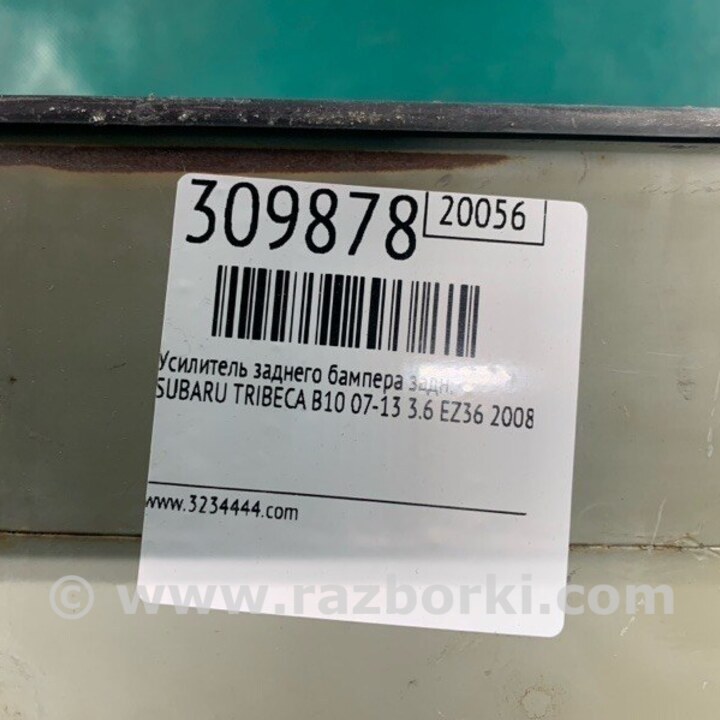 309878 20056
Усилитель заднего бампера задн.
SUBARU TRIBECA B10 07-13 3.6 EZ36 2008
www.3234444.com
© www.razborki.com